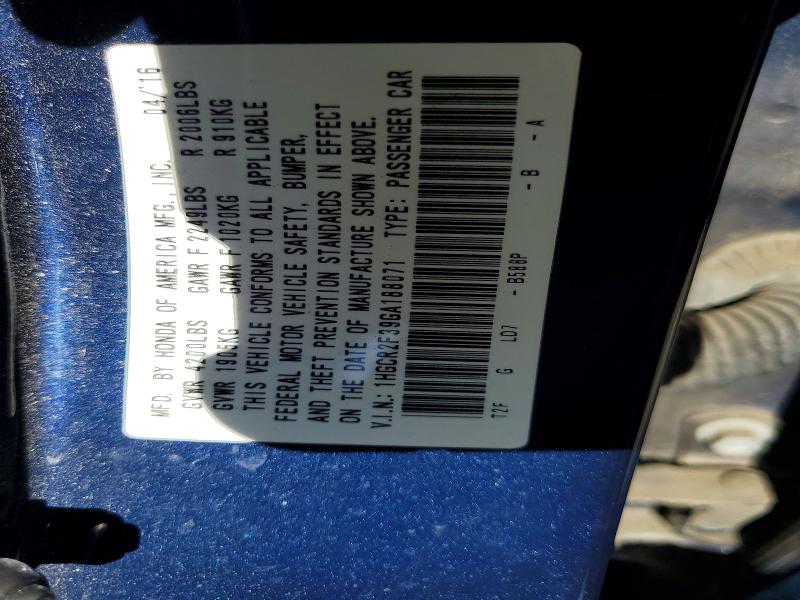 MFD. BY HONDA OF AMERICA MFG., INC. 04/'16
GVWR 4200LBS GAWR F 2249LBS R 2006LBS
GVWR 1905KG GAWR F 1020KG R 910KG
THIS VEHICLE CONFORMS TO ALL APPLICABLE
FEDERAL MOTOR VEHICLE SAFETY, BUMPER,
AND THEFT PREVENTION STANDARDS IN EFFECT
ON THE DATE OF MANUFACTURE SHOWN ABOVE.
V.I.N.: 1HGCR2F39GA188071 TYPE: PASSENGER CAR
T2F G LD7 - B588P - B - A